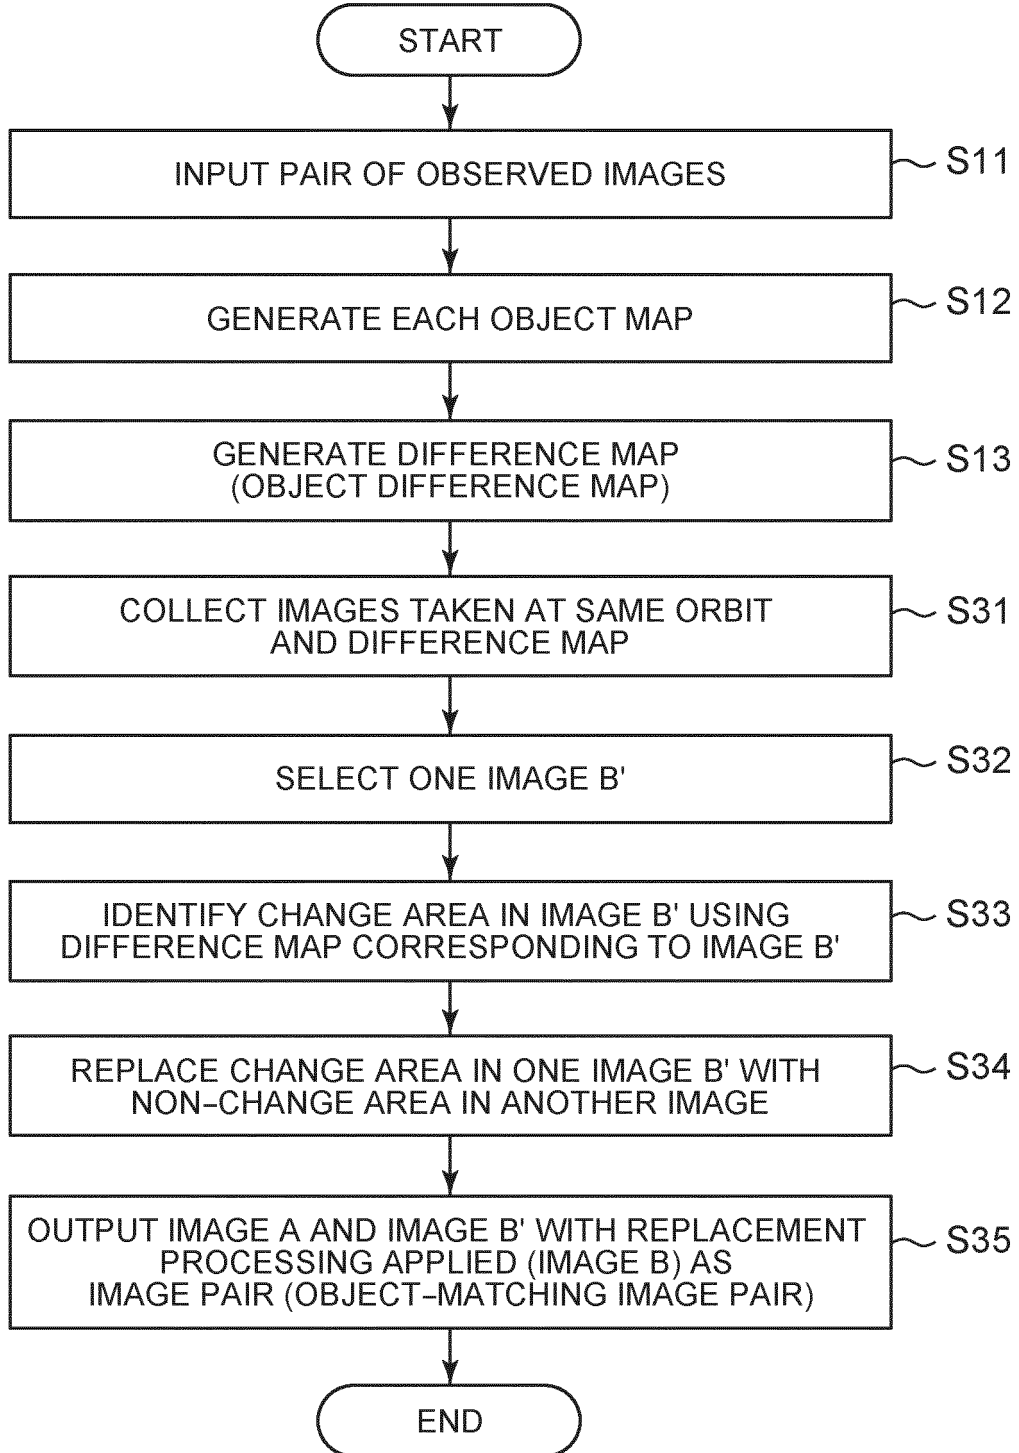 START
INPUT PAIR OF OBSERVED IMAGES
S11
GENERATE EACH OBJECT MAP
S12
GENERATE DIFFERENCE MAP
(OBJECT DIFFERENCE MAP)
S13
COLLECT IMAGES TAKEN AT SAME ORBIT
AND DIFFERENCE MAP
S31
SELECT ONE IMAGE B'
S32
IDENTIFY CHANGE AREA IN IMAGE B' USING
DIFFERENCE MAP CORRESPONDING TO IMAGE B'
S33
REPLACE CHANGE AREA IN ONE IMAGE B' WITH
NON-CHANGE AREA IN ANOTHER IMAGE
S34
OUTPUT IMAGE A AND IMAGE B' WITH REPLACEMENT
PROCESSING APPLIED (IMAGE B) AS
IMAGE PAIR (OBJECT-MATCHING IMAGE PAIR)
S35
END